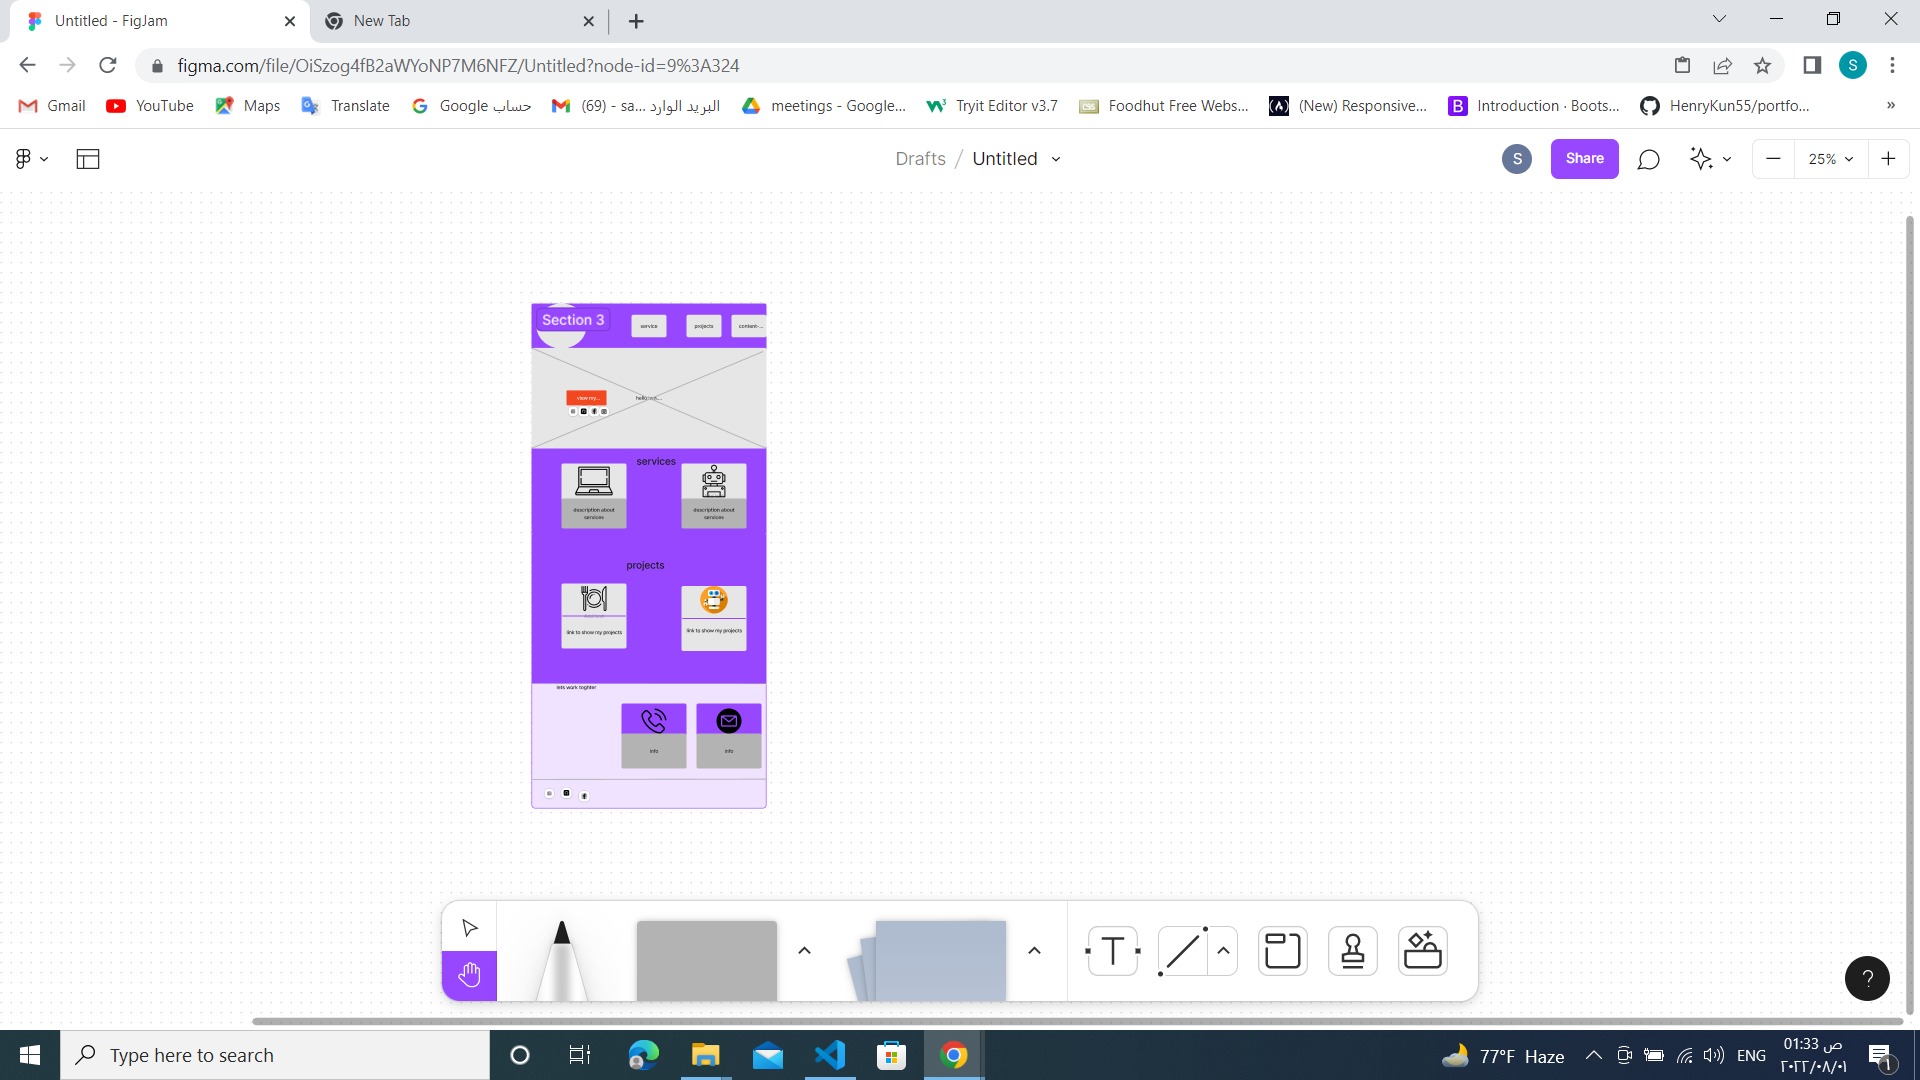 Untitled - FigJam
New Tab
figma.com/file/OiSzog4fB2aWYoNP7M6NFZ/Untitled?node-id=9%3A324
S
Gmail
YouTube
Maps
Translate
حساب Google
البريد الوارد (69) - sa...
meetings - Google...
Tryit Editor v3.7
Foodhut Free Webs...
(New) Responsive...
Introduction · Boots...
HenryKun55/portfo...
»
Drafts / Untitled
S
Share
25%
Section 3
service
projects
content-...
view my...
services
description about
services
description about
services
projects
link to show my projects
link to show my projects
lets work toghter
info
info
T
?
Type here to search
77°F Haze
ENG
01:33 ص
٢٠٢٢/٠٨/٠١
١